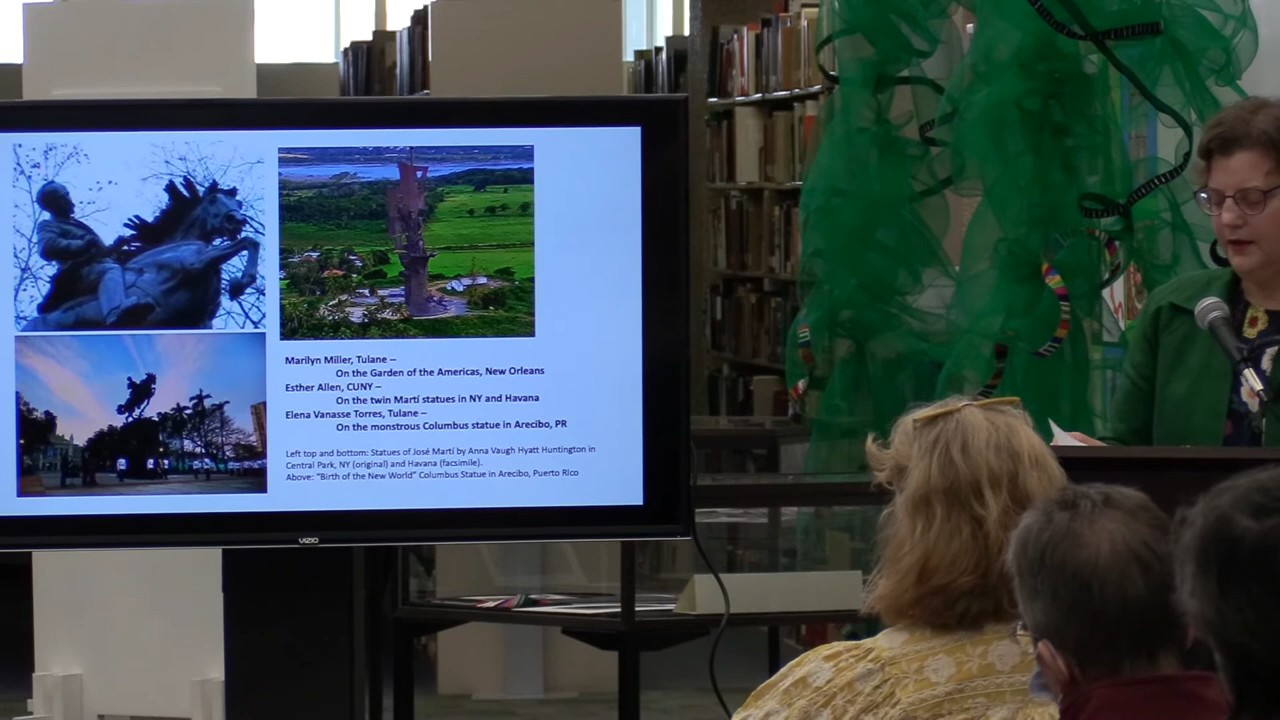 Marilyn Miller, Tulane –
On the Garden of the Americas, New Orleans
Esther Allen, CUNY –
On the twin Martí statues in NY and Havana
Elena Vanasse Torres, Tulane –
On the monstrous Columbus statue in Arecibo, PR
Left top and bottom: Statues of José Martí by Anna Vaugh Hyatt Huntington in
Central Park, NY (original) and Havana (facsimile).
Above: "Birth of the New World" Columbus Statue in Arecibo, Puerto Rico
VIZIO